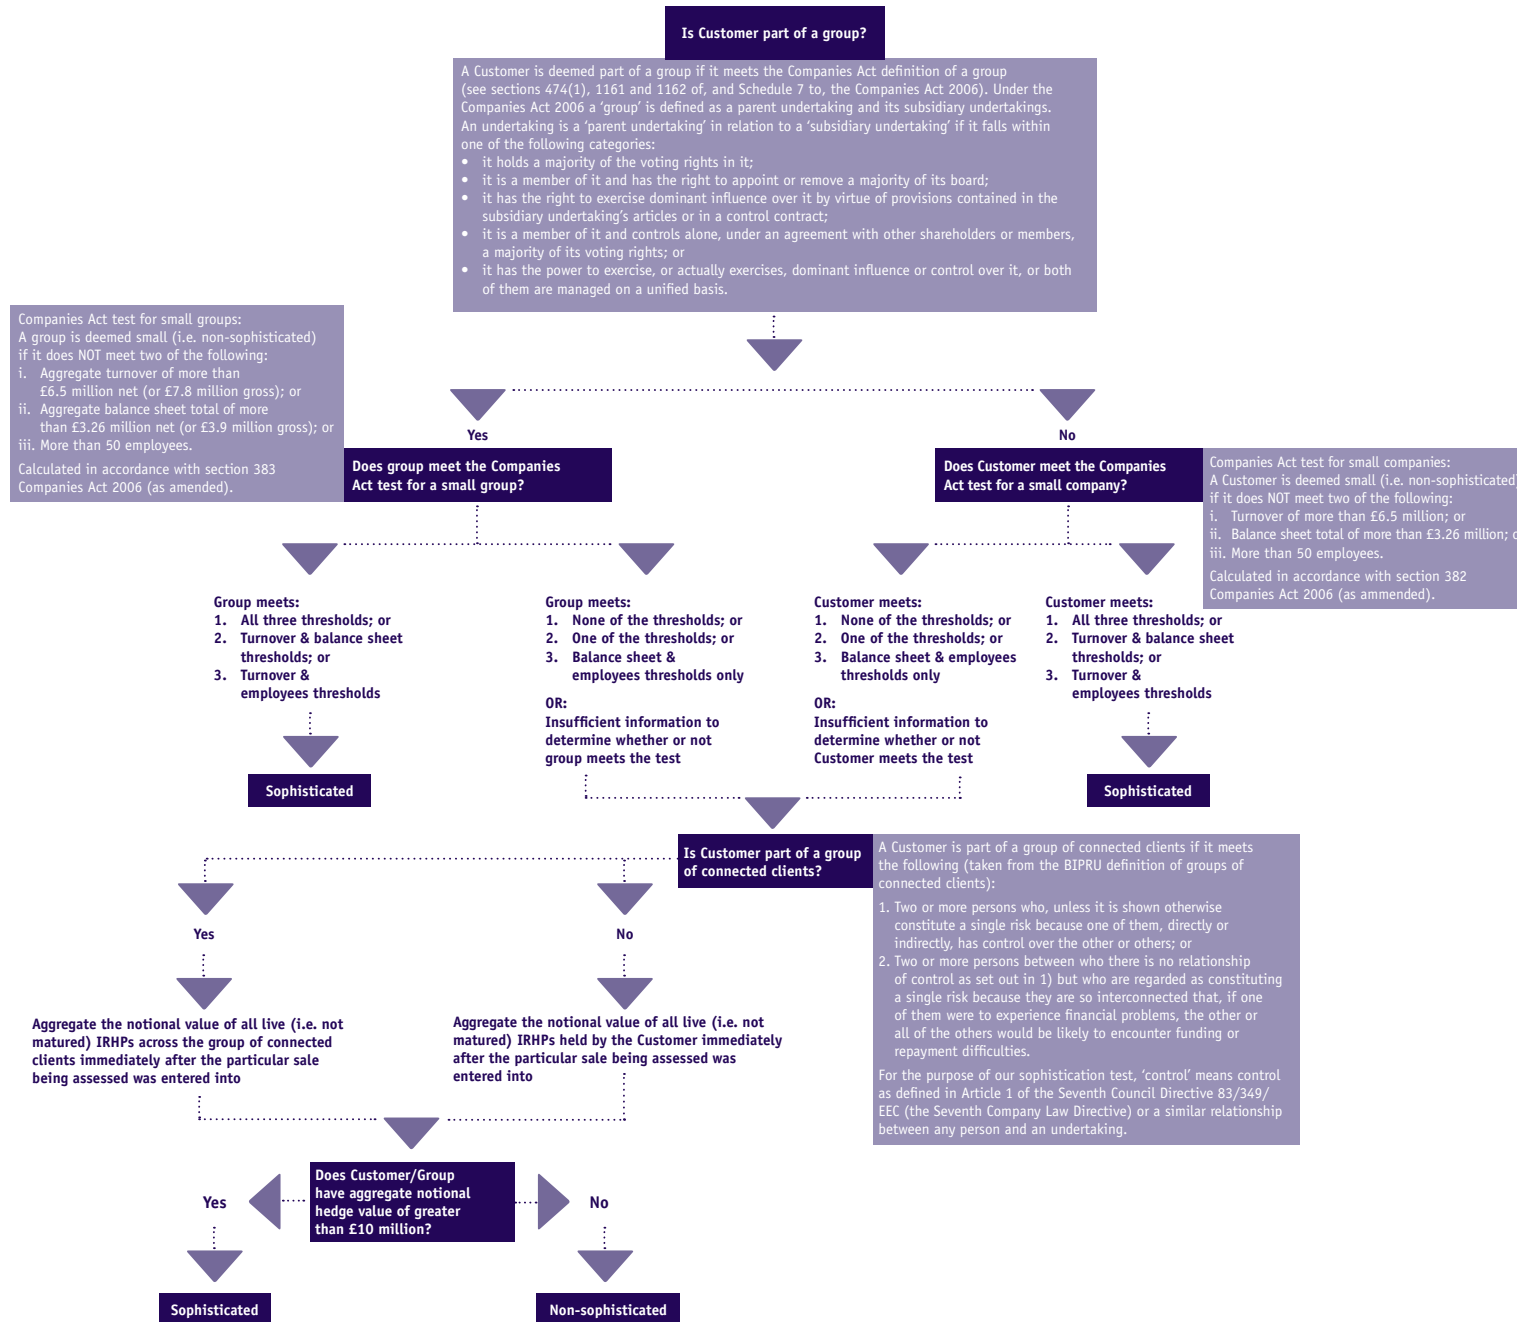 Is Customer part of a group?
A Customer is deemed part of a group if it meets the Companies Act definition of a group
(see sections 474(1), 1161 and 1162 of, and Schedule 7 to, the Companies Act 2006). Under the
Companies Act 2006 a ‘group’ is defined as a parent undertaking and its subsidiary undertakings.
An undertaking is a ‘parent undertaking’ in relation to a ‘subsidiary undertaking’ if it falls within
one of the following categories:
• it holds a majority of the voting rights in it;
• it is a member of it and has the right to appoint or remove a majority of its board;
• it has the right to exercise dominant influence over it by virtue of provisions contained in the
subsidiary undertaking’s articles or in a control contract;
• it is a member of it and controls alone, under an agreement with other shareholders or members,
a majority of its voting rights; or
• it has the power to exercise, or actually exercises, dominant influence or control over it, or both
of them are managed on a unified basis.
Companies Act test for small groups:
A group is deemed small (i.e. non-sophisticated)
if it does NOT meet two of the following:
i. Aggregate turnover of more than
£6.5 million net (or £7.8 million gross); or
ii. Aggregate balance sheet total of more
than £3.26 million net (or £3.9 million gross); or
iii. More than 50 employees.
Calculated in accordance with section 383
Companies Act 2006 (as amended).
Yes
Does group meet the Companies
Act test for a small group?
No
Does Customer meet the Companies
Act test for a small company?
Companies Act test for small companies:
A Customer is deemed small (i.e. non-sophisticated)
if it does NOT meet two of the following:
i. Turnover of more than £6.5 million; or
ii. Balance sheet total of more than £3.26 million;
iii. More than 50 employees.
Calculated in accordance with section 382
Companies Act 2006 (as ammended).
Group meets:
1. All three thresholds; or
2. Turnover & balance sheet
thresholds; or
3. Turnover &
employees thresholds
Sophisticated
Group meets:
1. None of the thresholds; or
2. One of the thresholds; or
3. Balance sheet &
employees thresholds only
OR:
Insufficient information to
determine whether or not
group meets the test
Customer meets:
1. None of the thresholds; or
2. One of the thresholds; or
3. Balance sheet & employees
thresholds only
OR:
Insufficient information to
determine whether or not
Customer meets the test
Customer meets:
1. All three thresholds; or
2. Turnover & balance sheet
thresholds; or
3. Turnover &
employees thresholds
Sophisticated
Is Customer part of a group
of connected clients?
A Customer is part of a group of connected clients if it meets
the following (taken from the BIPRU definition of groups of
connected clients):
1. Two or more persons who, unless it is shown otherwise
constitute a single risk because one of them, directly or
indirectly, has control over the other or others; or
2. Two or more persons between who there is no relationship
of control as set out in 1) but who are regarded as constituting
a single risk because they are so interconnected that, if one
of them were to experience financial problems, the other or
all of the others would be likely to encounter funding or
repayment difficulties.
For the purpose of our sophistication test, ‘control’ means control
as defined in Article 1 of the Seventh Council Directive 83/349/
EEC (the Seventh Company Law Directive) or a similar relationship
between any person and an undertaking.
Yes
Aggregate the notional value of all live (i.e. not
matured) IRHPs across the group of connected
clients immediately after the particular sale
being assessed was entered into
No
Aggregate the notional value of all live (i.e. not
matured) IRHPs held by the Customer immediately
after the particular sale being assessed was
entered into
Does Customer/Group
have aggregate notional
hedge value of greater
than £10 million?
Yes
No
Sophisticated
Non-sophisticated